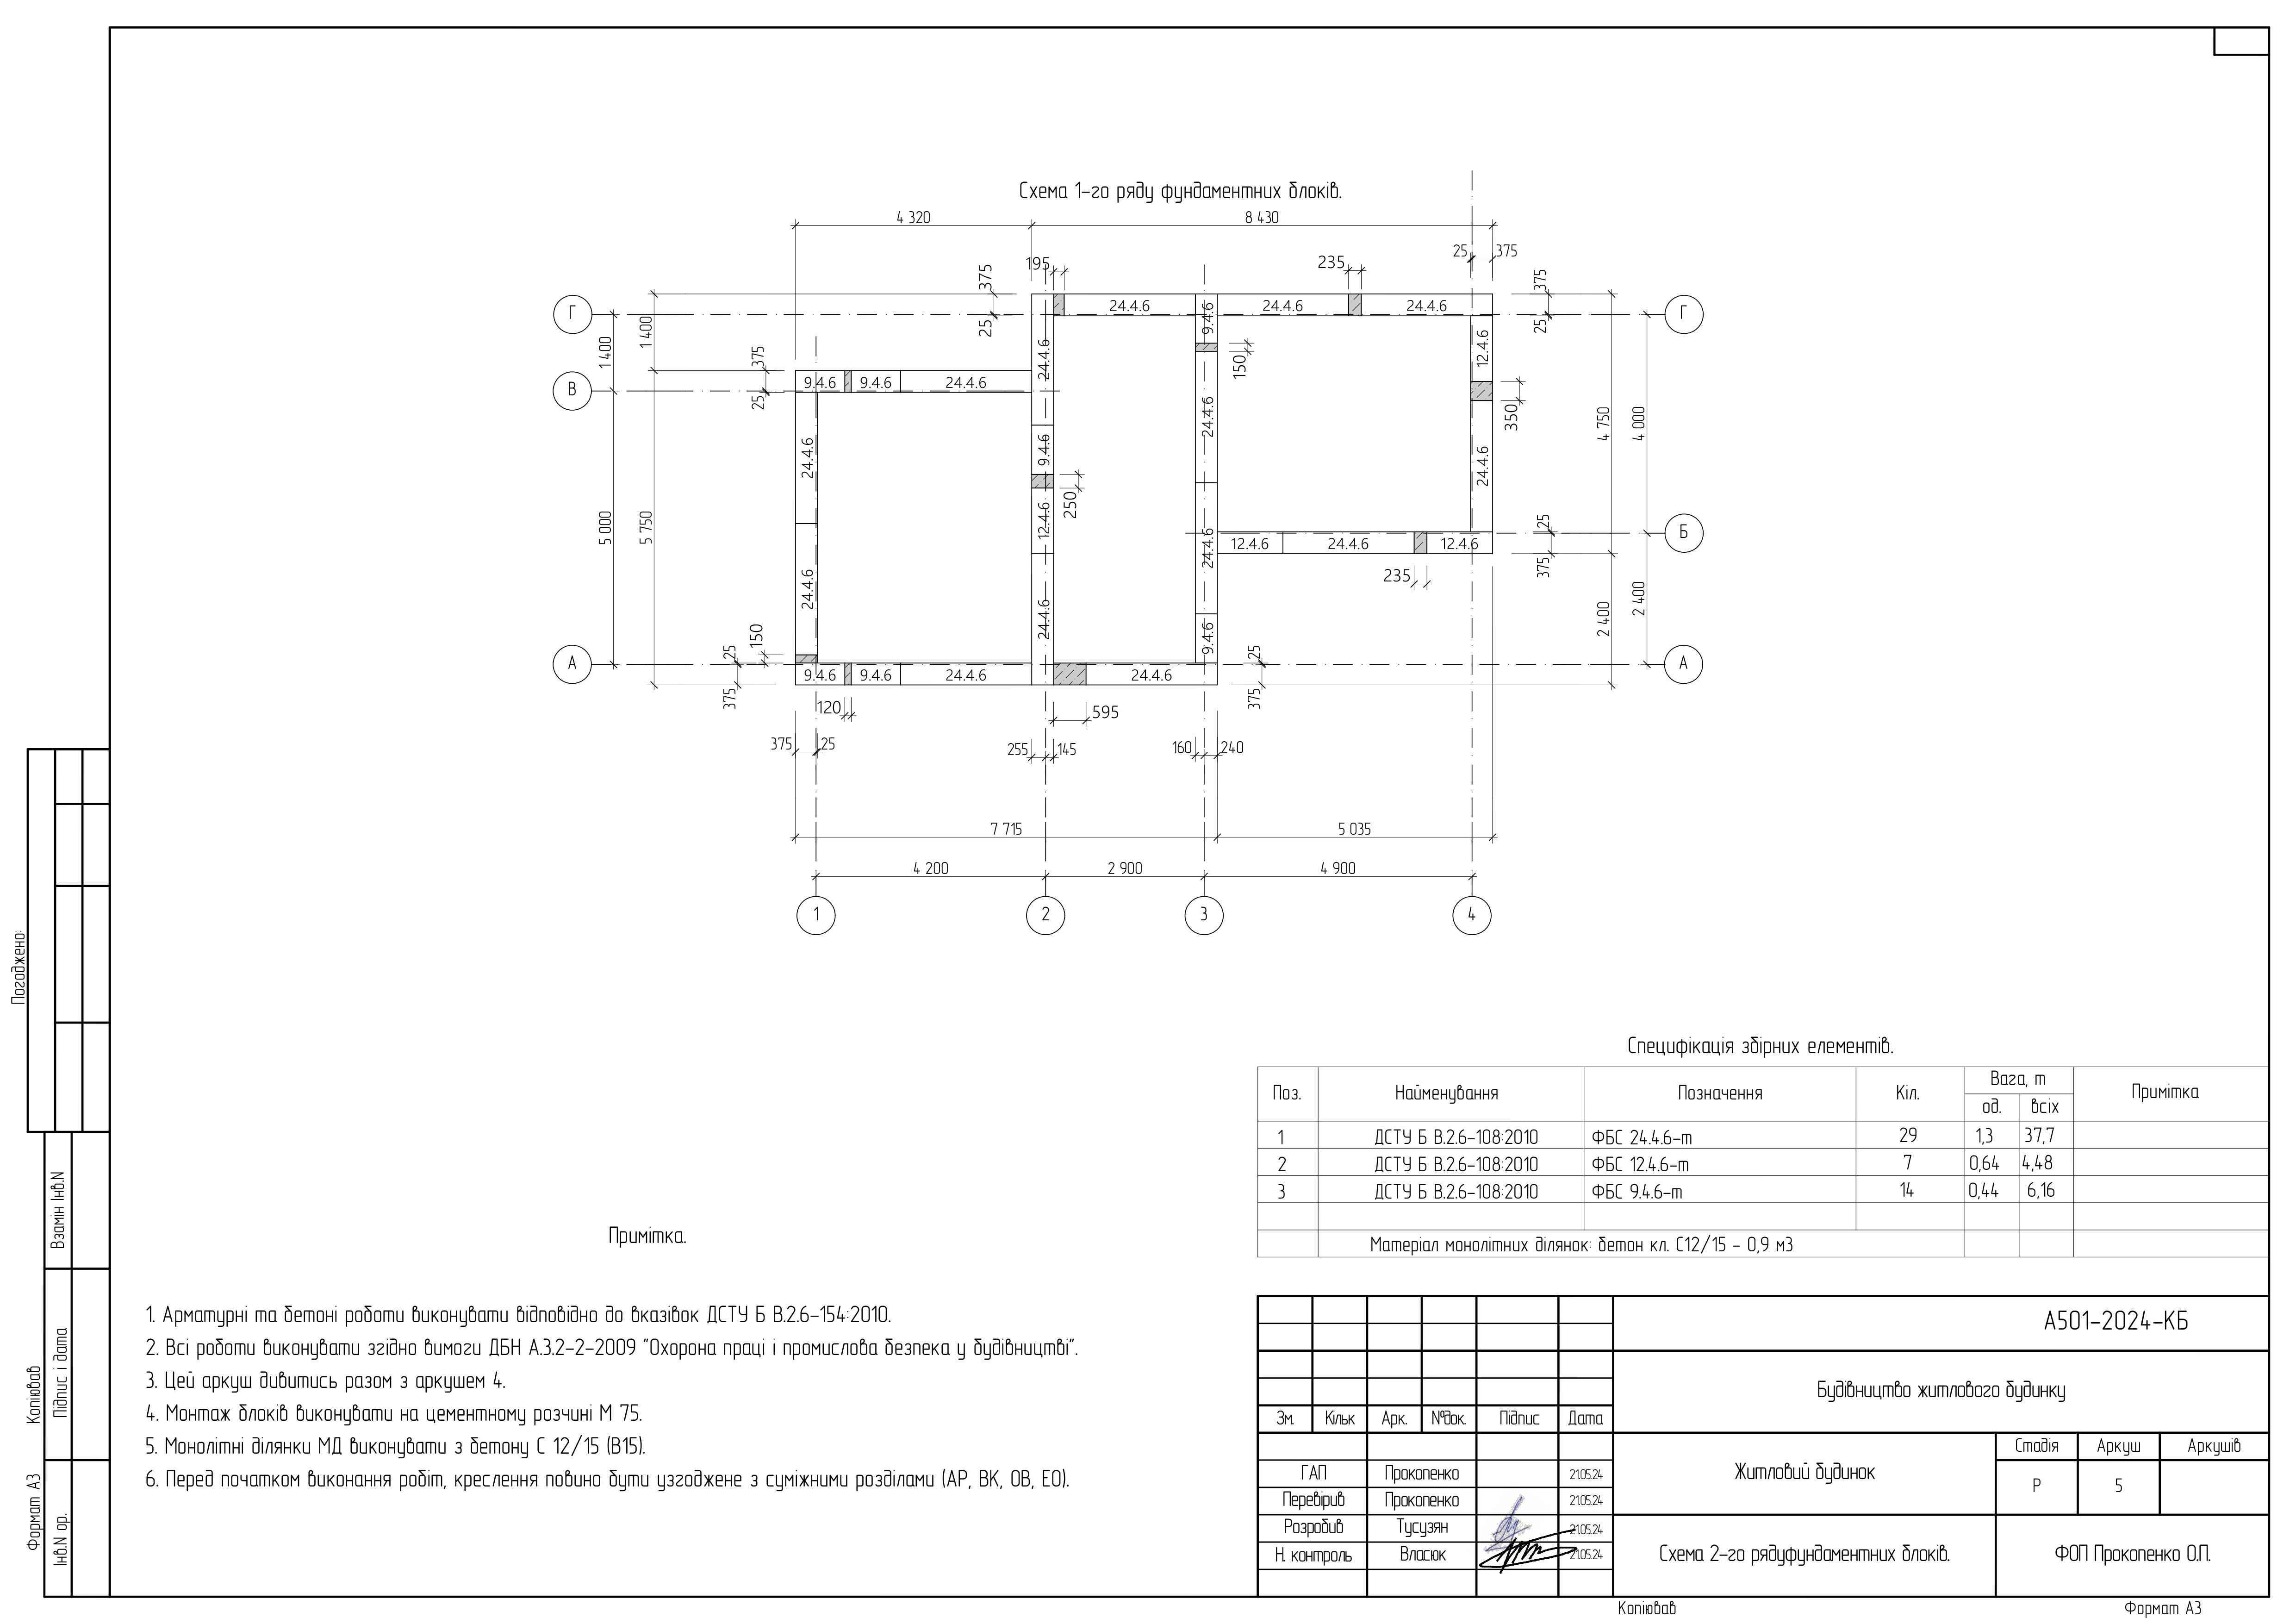 Схема 1-го ряду фундаментних блоків.
4 320
8 430
25
375
195
235
375
25
375
25
Г
24.4.6
9.4.6
24.4.6
24.4.6
Г
1 400
1 400
375
25
24.4.6
150
12.4.6
В
9.4.6
9.4.6
24.4.6
350
24.4.6
9.4.6
24.4.6
24.4.6
4 750
4 000
250
5 000
5 750
12.4.6
24.4.6
25
375
Б
12.4.6
24.4.6
12.4.6
235
24.4.6
24.4.6
9.4.6
2 400
2 400
150
25
375
25
375
А
9.4.6
9.4.6
24.4.6
24.4.6
А
120
595
375
25
255
145
160
240
7 715
5 035
4 200
2 900
4 900
1
2
3
4
Специфікація збірних елементів.
Поз.
Найменування
Позначення
Кіл.
Вага, т
од.
всіх
Примітка
1 ДСТУ Б В.2.6-108:2010 ФБС 24.4.6-т 29 1,3 37,7
2 ДСТУ Б В.2.6-108:2010 ФБС 12.4.6-т 7 0,64 4,48
3 ДСТУ Б В.2.6-108:2010 ФБС 9.4.6-т 14 0,44 6,16
Матеріал монолітних ділянок: бетон кл. С12/15 - 0,9 м3
Примітка.
1. Арматурні та бетоні роботи виконувати відповідно до вказівок ДСТУ Б В.2.6-154:2010.
2. Всі роботи виконувати згідно вимоги ДБН А.3.2-2-2009 "Охорона праці і промислова безпека у будівництві".
3. Цей аркуш дивитись разом з аркушем 4.
4. Монтаж блоків виконувати на цементному розчині М 75.
5. Монолітні ділянки МД виконувати з бетону С 12/15 (В15).
6. Перед початком виконання робіт, креслення повино бути узгоджене з суміжними розділами (АР, ВК, ОВ, ЕО).
А501-2024-КБ
Будівництво житлового будинку
Зм. Кільк Арк. №док. Підпис Дата
Житловий будинок
Стадія Аркуш Аркушів
Р 5
ГАП Прокопенко 21.05.24
Перевірив Прокопенко 21.05.24
Розробив Тусузян 21.05.24
Н. контроль Власюк 21.05.24
Схема 2-го рядуфундаментних блоків.
ФОП Прокопенко О.П.
Копіював
Формат А3
Погоджено:
Взамін Інв.N
Підпис і дата
Інв.N ор.
Копіював
Формат А3